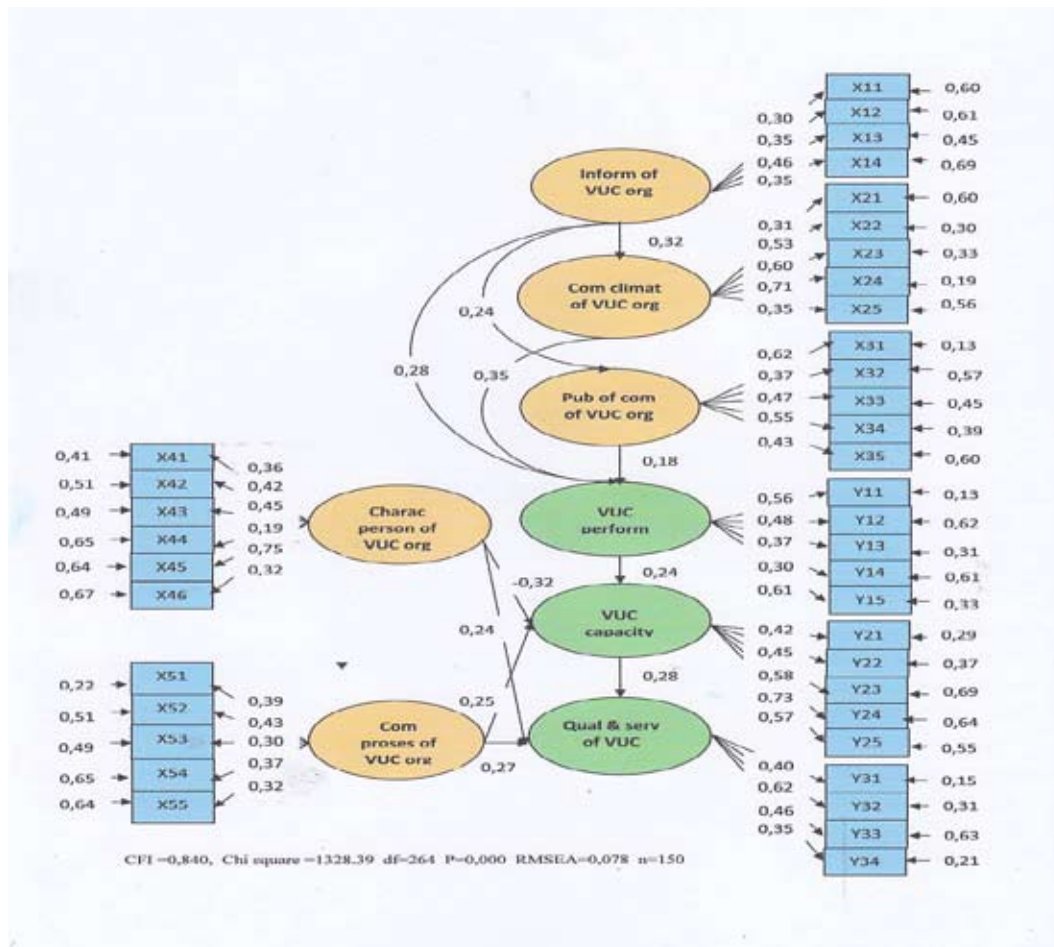 X11
0,60
0,30
X12
0,61
0,35
X13
0,45
0,46
X14
0,69
0,35
Inform of
VUC org
X21
0,60
0,31
X22
0,30
0,53
X23
0,33
0,60
X24
0,19
0,71
X25
0,56
0,35
0,32
Com climat
of VUC org
0,24
0,28
0,35
X31
0,13
0,62
X32
0,57
0,37
X33
0,45
0,47
X34
0,39
0,55
X35
0,60
0,43
Pub of com
of VUC org
0,18
0,41
X41
0,36
0,51
X42
0,42
0,49
X43
0,45
0,65
X44
0,19
0,64
X45
0,75
0,67
X46
0,32
Charac
person of
VUC org
VUC
perform
0,56
Y11
0,13
0,48
Y12
0,62
0,37
Y13
0,31
0,30
Y14
0,61
0,61
Y15
0,33
0,24
-0,32
0,24
VUC
capacity
0,42
Y21
0,29
0,45
Y22
0,37
0,58
Y23
0,69
0,73
Y24
0,64
0,57
Y25
0,55
0,28
0,25
0,22
X51
0,39
0,51
X52
0,43
0,49
X53
0,30
0,65
X54
0,37
0,64
X55
0,32
Com
proses of
VUC org
0,27
Qual & serv
of VUC
0,40
Y31
0,15
0,62
Y32
0,31
0,46
Y33
0,63
0,35
Y34
0,21
CFI =0,840, Chi square =1328.39 df=264 P=0,000 RMSEA=0,078 n=150